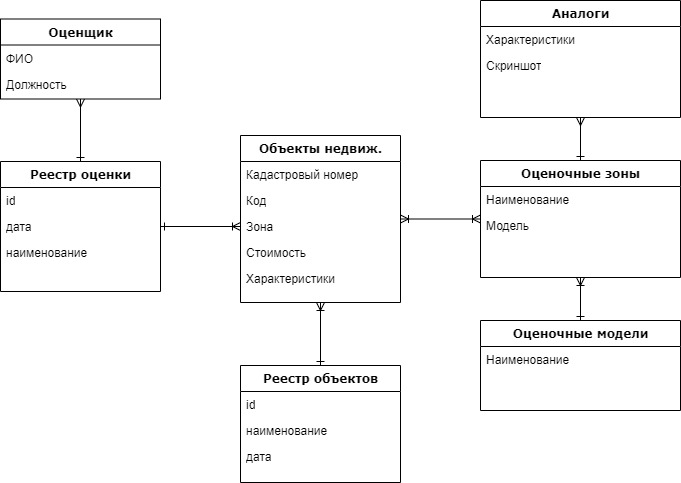 Оценщик
ФИО
Должность
Реестр оценки
id
дата
наименование
Объекты недвиж.
Кадастровый номер
Код
Зона
Стоимость
Характеристики
Реестр объектов
id
наименование
дата
Аналоги
Характеристики
Скриншот
Оценочные зоны
Наименование
Модель
Оценочные модели
Наименование